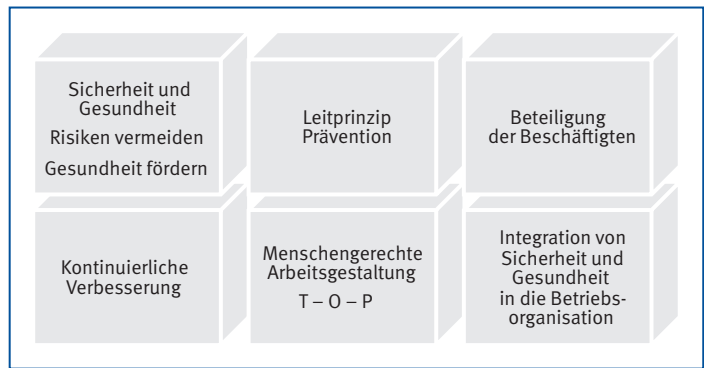 Sicherheit und
Gesundheit
Risiken vermeiden
Gesundheit fördern
Leitprinzip
Prävention
Beteiligung
der Beschäftigten
Kontinuierliche
Verbesserung
Menschengerechte
Arbeitsgestaltung
T – O – P
Integration von
Sicherheit und
Gesundheit
in die Betriebs-
organisation